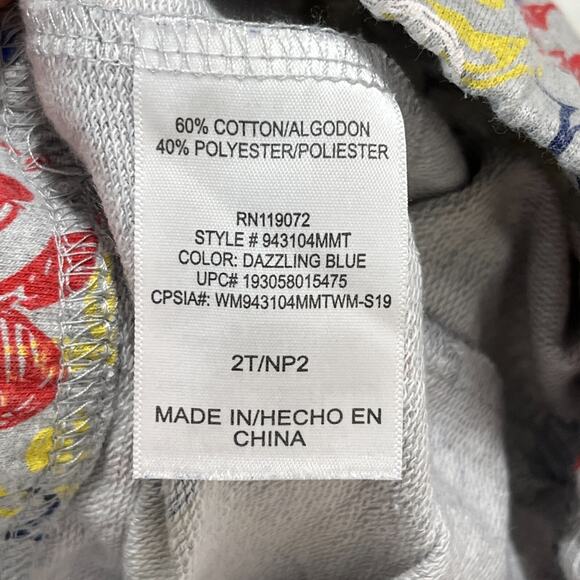 60% COTTON/ALGODON
40% POLYESTER/POLIESTER
RN119072
STYLE # 943104MMT
COLOR: DAZZLING BLUE
UPC# 193058015475
CPSIA#: WM943104MMTWM-S19
2T/NP2
MADE IN/HECHO EN
CHINA